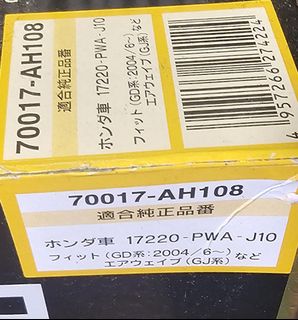 70017-AH108
適合純正品番
ホンダ車 17220-PWA-J10
フィット(GD系:2004/6~)など
エアウェイブ(GJ系)
4957266274224
70017-AH108
適合純正品番
ホンダ車 17220-PWA-J10
フィット(GD系:2004/6~)など
エアウェイブ(GJ系)